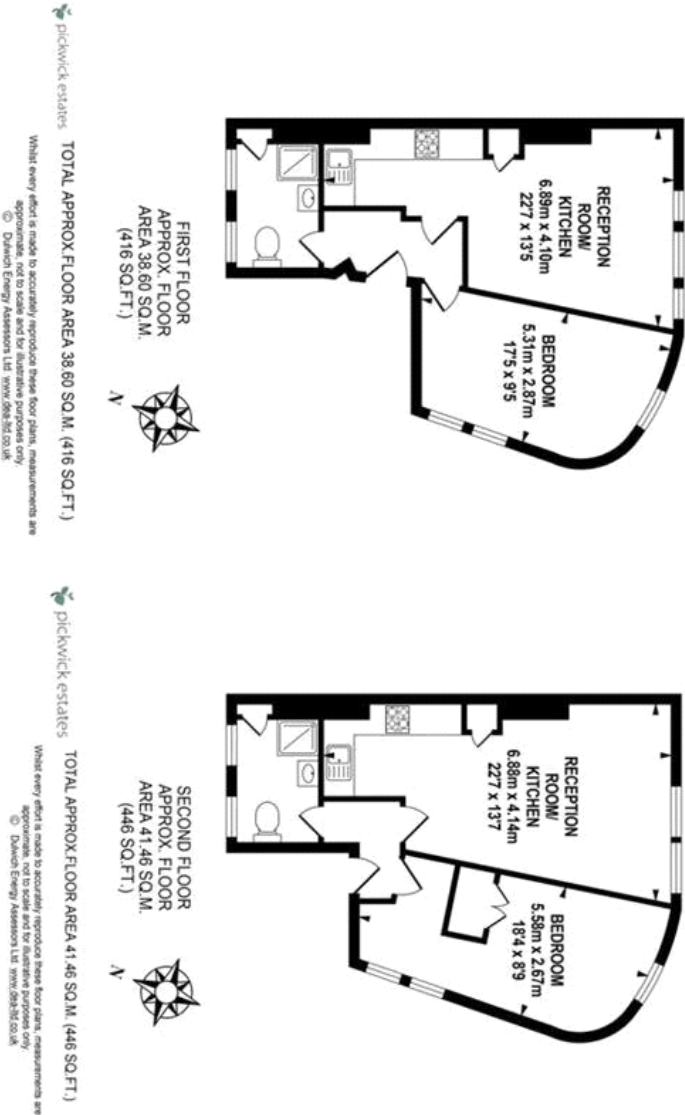 RECEPTION
ROOM/
KITCHEN
6.89m x 4.10m
22'7 x 13'5
BEDROOM
5.31m x 2.87m
17'5 x 9'5
FIRST FLOOR
APPROX. FLOOR
AREA 38.60 SQ.M.
(416 SQ.FT.)
N
pickwick estates
TOTAL APPROX.FLOOR AREA 38.60 SQ.M. (416 SQ.FT.)
Whilst every effort is made to accurately reproduce these floor plans, measurements are
approximate, not to scale and for illustrative purposes only.
© Dulwich Energy Assessors Ltd www.dea-ltd.co.uk
RECEPTION
ROOM/
KITCHEN
6.88m x 4.14m
22'7 x 13'7
BEDROOM
5.58m x 2.67m
18'4 x 8'9
SECOND FLOOR
APPROX. FLOOR
AREA 41.46 SQ.M.
(446 SQ.FT.)
N
pickwick estates
TOTAL APPROX.FLOOR AREA 41.46 SQ.M. (446 SQ.FT.)
Whilst every effort is made to accurately reproduce these floor plans, measurements are
approximate, not to scale and for illustrative purposes only.
© Dulwich Energy Assessors Ltd www.dea-ltd.co.uk